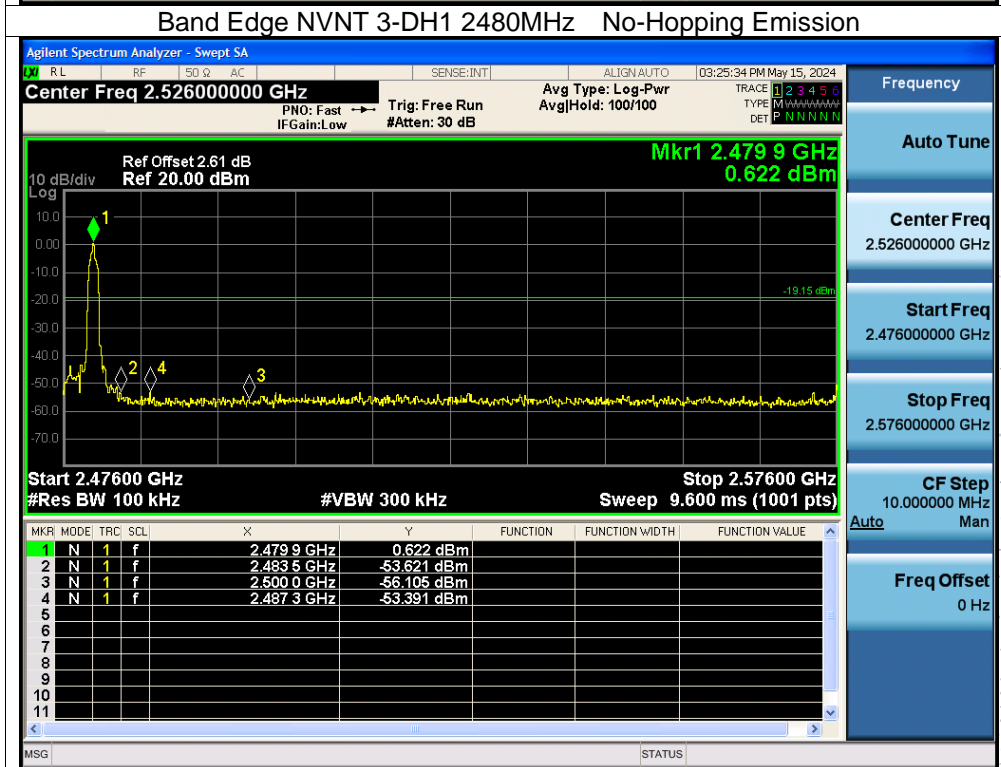 Band Edge NVNT 3-DH1 2480MHz No-Hopping Emission
Agilent Spectrum Analyzer - Swept SA
LXI RL RF 50 Ω AC SENSE:INT ALIGN AUTO 03:25:34 PM May 15, 2024
Center Freq 2.526000000 GHz
PNO: Fast
IFGain:Low
Trig: Free Run
#Atten: 30 dB
Avg Type: Log-Pwr
Avg|Hold: 100/100
TRACE 1 2 3 4 5 6
TYPE M WWWWW
DET P N N N N N
Ref Offset 2.61 dB
Ref 20.00 dBm
10 dB/div
Log
Mkr1 2.479 9 GHz
0.622 dBm
10.0
0.00
-10.0
-20.0
-30.0
-40.0
-50.0
-60.0
-70.0
1
2
4
3
-19.15 dBm
Start 2.47600 GHz
Stop 2.57600 GHz
#Res BW 100 kHz
#VBW 300 kHz
Sweep 9.600 ms (1001 pts)
MKR MODE TRC SCL X Y FUNCTION FUNCTION WIDTH FUNCTION VALUE
1 N 1 f 2.479 9 GHz 0.622 dBm
2 N 1 f 2.483 5 GHz -53.621 dBm
3 N 1 f 2.500 0 GHz -56.105 dBm
4 N 1 f 2.487 3 GHz -53.391 dBm
5
6
7
8
9
10
11
MSG
STATUS
Frequency
Auto Tune
Center Freq
2.526000000 GHz
Start Freq
2.476000000 GHz
Stop Freq
2.576000000 GHz
CF Step
10.000000 MHz
Auto Man
Freq Offset
0 Hz